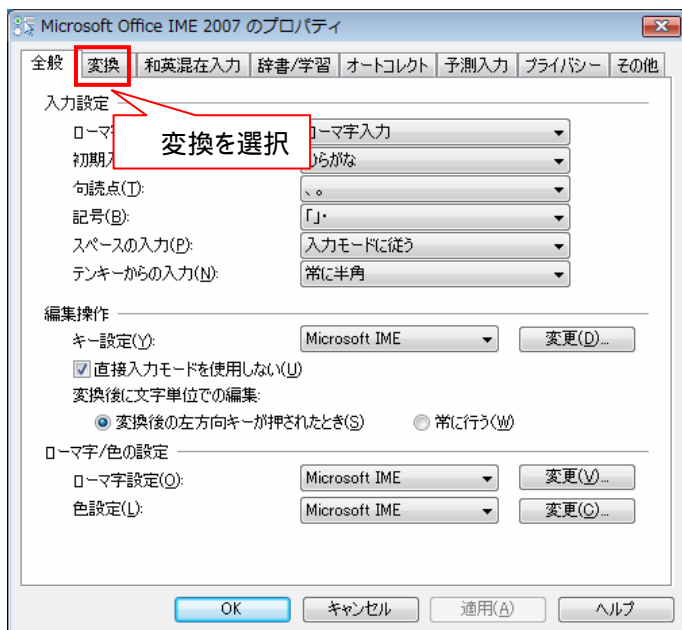 Microsoft Office IME 2007 のプロパティ
全般 変換 和英混在入力 辞書/学習 オートコレクト 予測入力 プライバシー その他
入力設定
変換を選択
ローマ字入力
ひらがな
句読点(T): 、。
記号(B): 「」・
スペースの入力(P): 入力モードに従う
テンキーからの入力(N): 常に半角
編集操作
キー設定(Y): Microsoft IME 変更(D)...
直接入力モードを使用しない(U)
変換後に文字単位での編集:
変換後の左方向キーが押されたとき(S) 常に行う(W)
ローマ字/色の設定
ローマ字設定(O): Microsoft IME 変更(V)...
色設定(L): Microsoft IME 変更(C)...
OK キャンセル 適用(A) ヘルプ